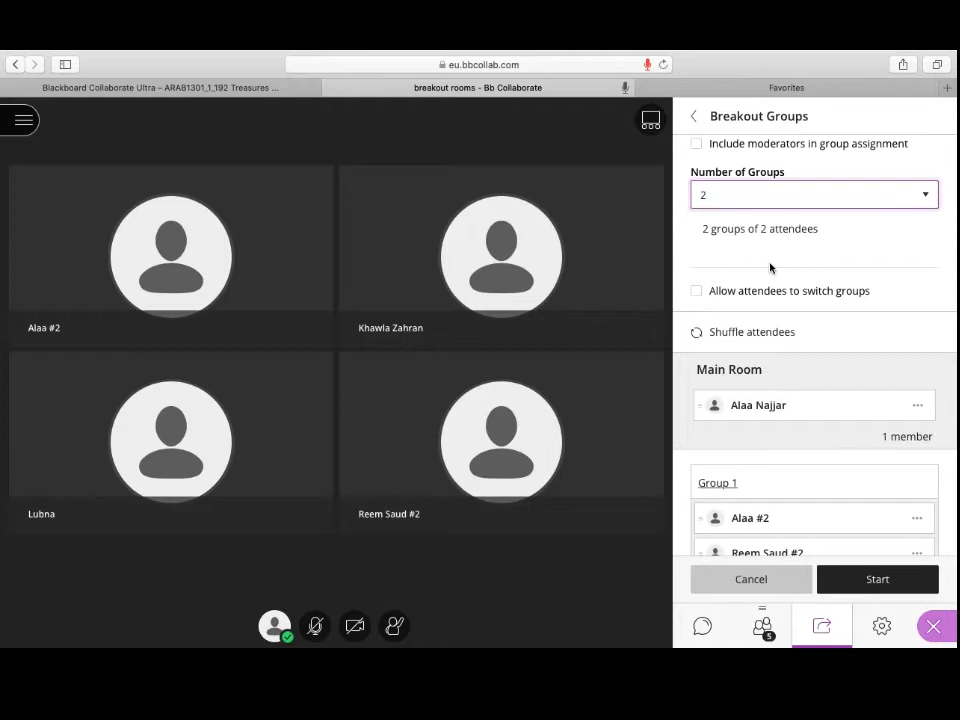 eu.bbcollab.com
Blackboard Collaborate Ultra – ARAB1301_1_192 Treasures ...
breakout rooms – Bb Collaborate
Favorites
Breakout Groups
Include moderators in group assignment
Number of Groups
2
2 groups of 2 attendees
Allow attendees to switch groups
Shuffle attendees
Main Room
Alaa Najjar
1 member
Group 1
Alaa #2
Reem Saud #2
Cancel
Start
5
Alaa #2
Khawla Zahran
Lubna
Reem Saud #2